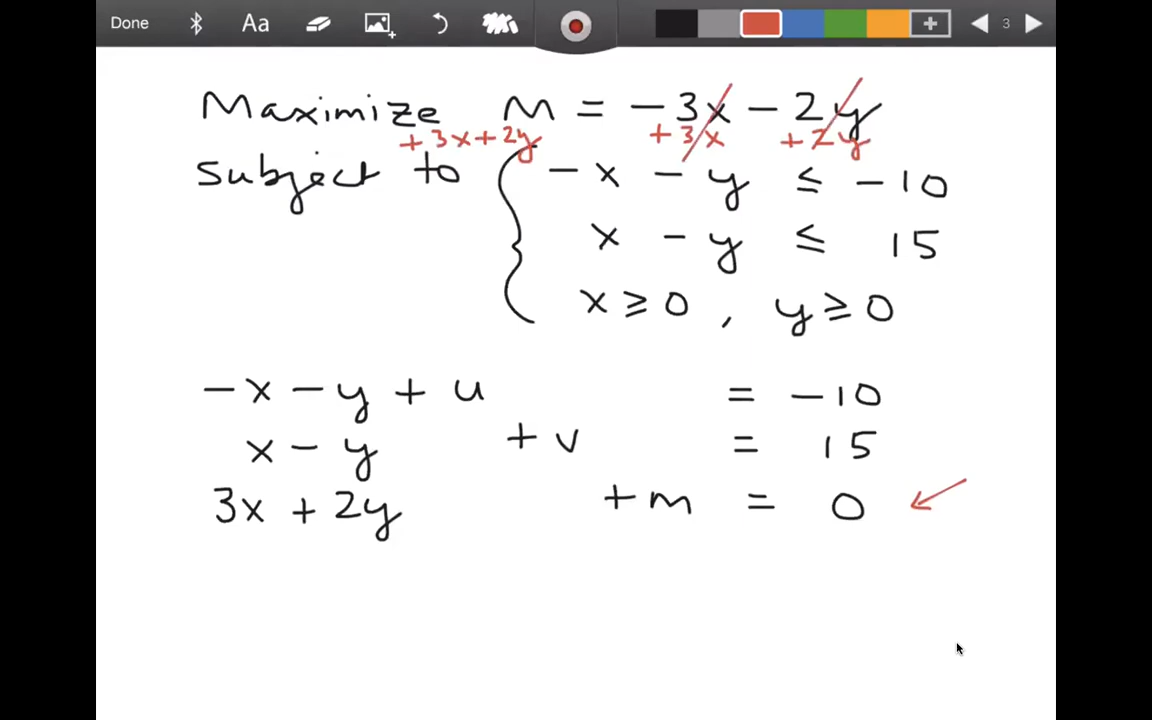 Done Aa 3
Maximize M = -3x - 2y
+3x+2y +3x +2y
Subject to -x - y ≤ -10
x - y ≤ 15
x ≥ 0, y ≥ 0
-x - y + u = -10
x - y + v = 15
3x + 2y + m = 0